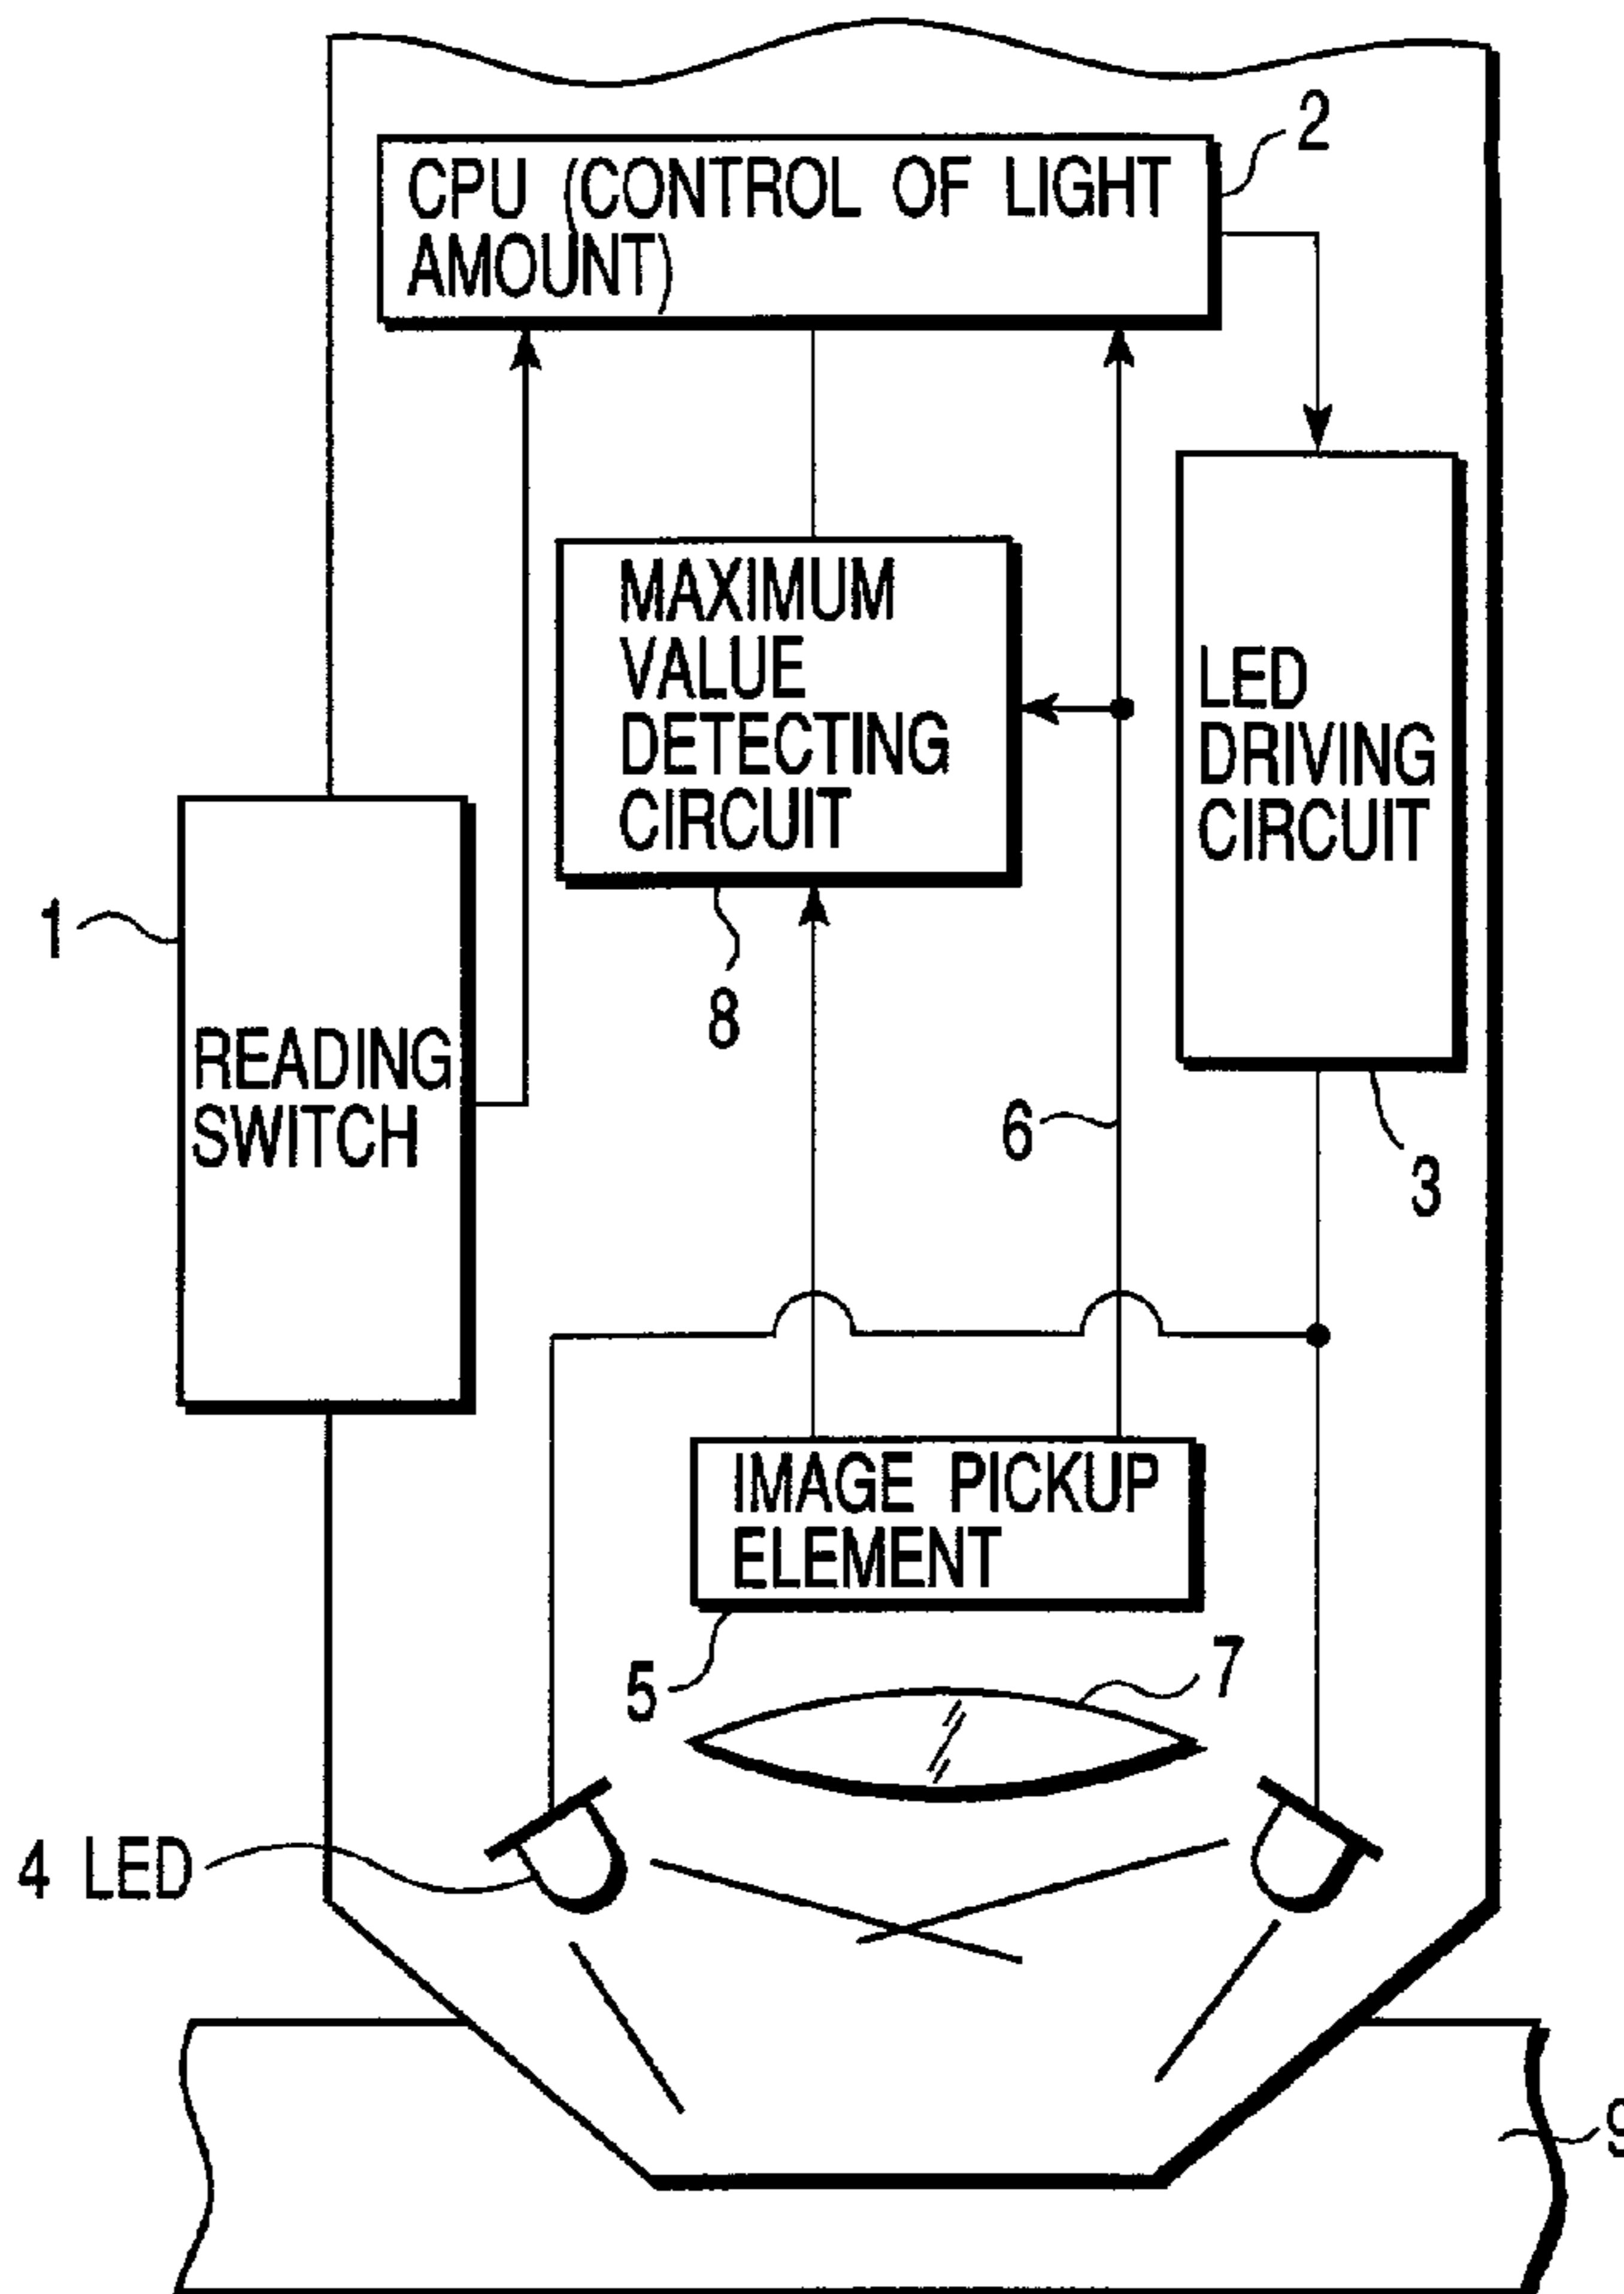 2
CPU (CONTROL OF LIGHT
AMOUNT)
MAXIMUM
VALUE
DETECTING
CIRCUIT
LED
DRIVING
CIRCUIT
1
8
READING
SWITCH
6
3
IMAGE PICKUP
ELEMENT
5
7
4 LED
9